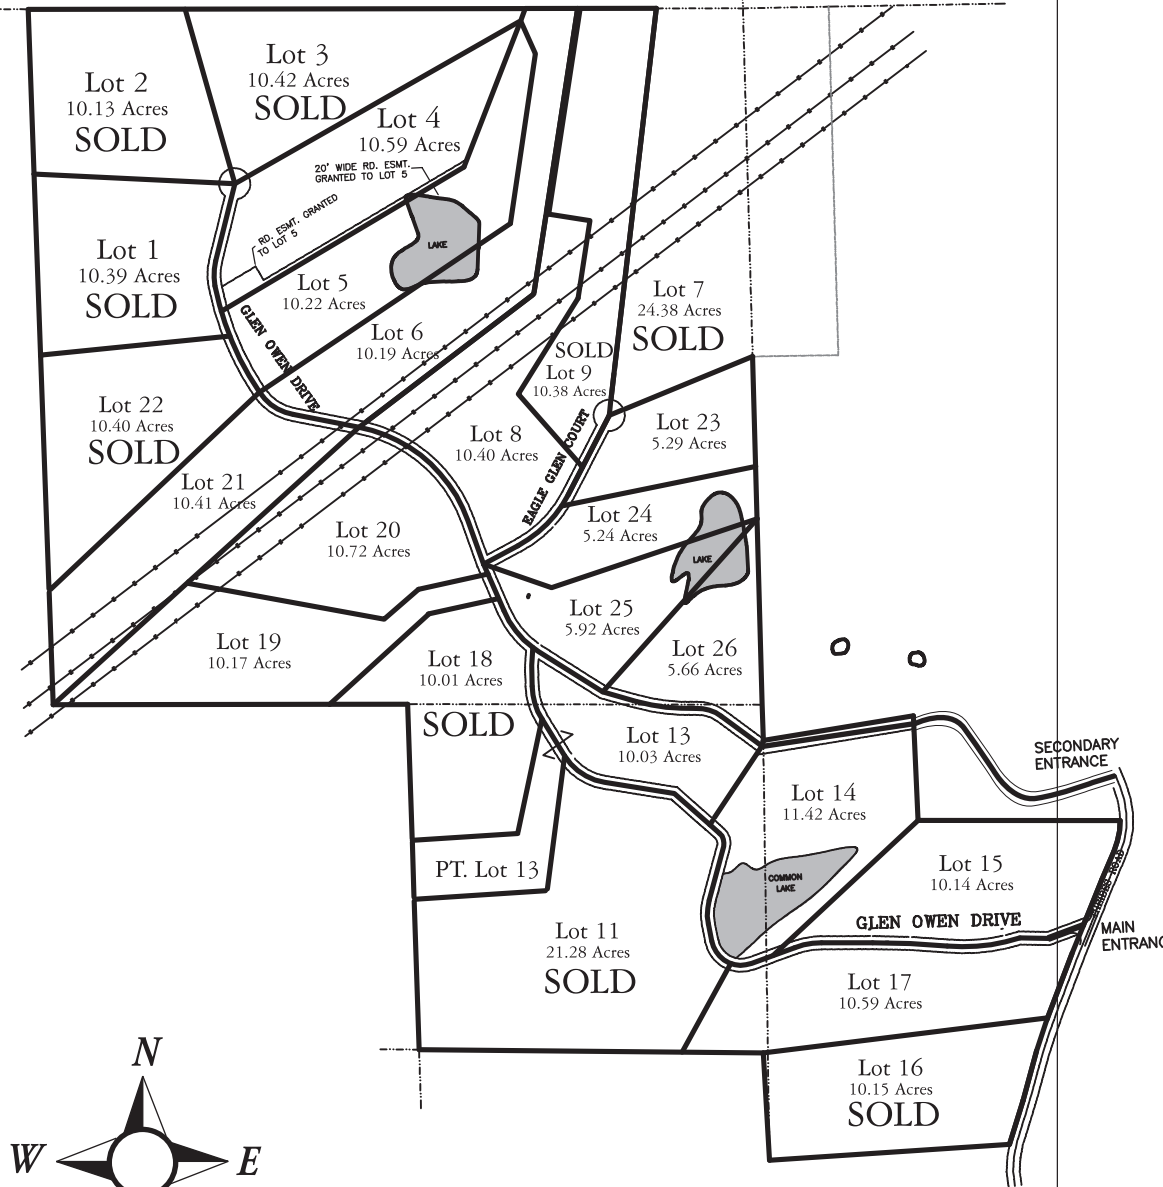 Lot 3
10.42 Acres
SOLD
Lot 2
10.13 Acres
SOLD
Lot 4
10.59 Acres
20' WIDE RD. ESMT.
GRANTED TO LOT 5
RD. ESMT. GRANTED
TO LOT 5
LAKE
Lot 1
10.39 Acres
SOLD
Lot 5
10.22 Acres
Lot 7
24.38 Acres
SOLD
GLEN OWEN DRIVE
Lot 6
10.19 Acres
SOLD
Lot 9
10.38 Acres
Lot 22
10.40 Acres
SOLD
Lot 23
5.29 Acres
Lot 8
10.40 Acres
EAGLE GLEN COURT
Lot 21
10.41 Acres
Lot 20
10.72 Acres
Lot 24
5.24 Acres
LAKE
Lot 25
5.92 Acres
Lot 19
10.17 Acres
Lot 18
10.01 Acres
SOLD
Lot 26
5.66 Acres
Lot 13
10.03 Acres
SECONDARY
ENTRANCE
Lot 14
11.42 Acres
PT. Lot 13
COMMON
LAKE
Lot 15
10.14 Acres
ROAD
GLEN OWEN DRIVE
MAIN
ENTRANC
Lot 11
21.28 Acres
SOLD
Lot 17
10.59 Acres
Lot 16
10.15 Acres
SOLD
N
W
E